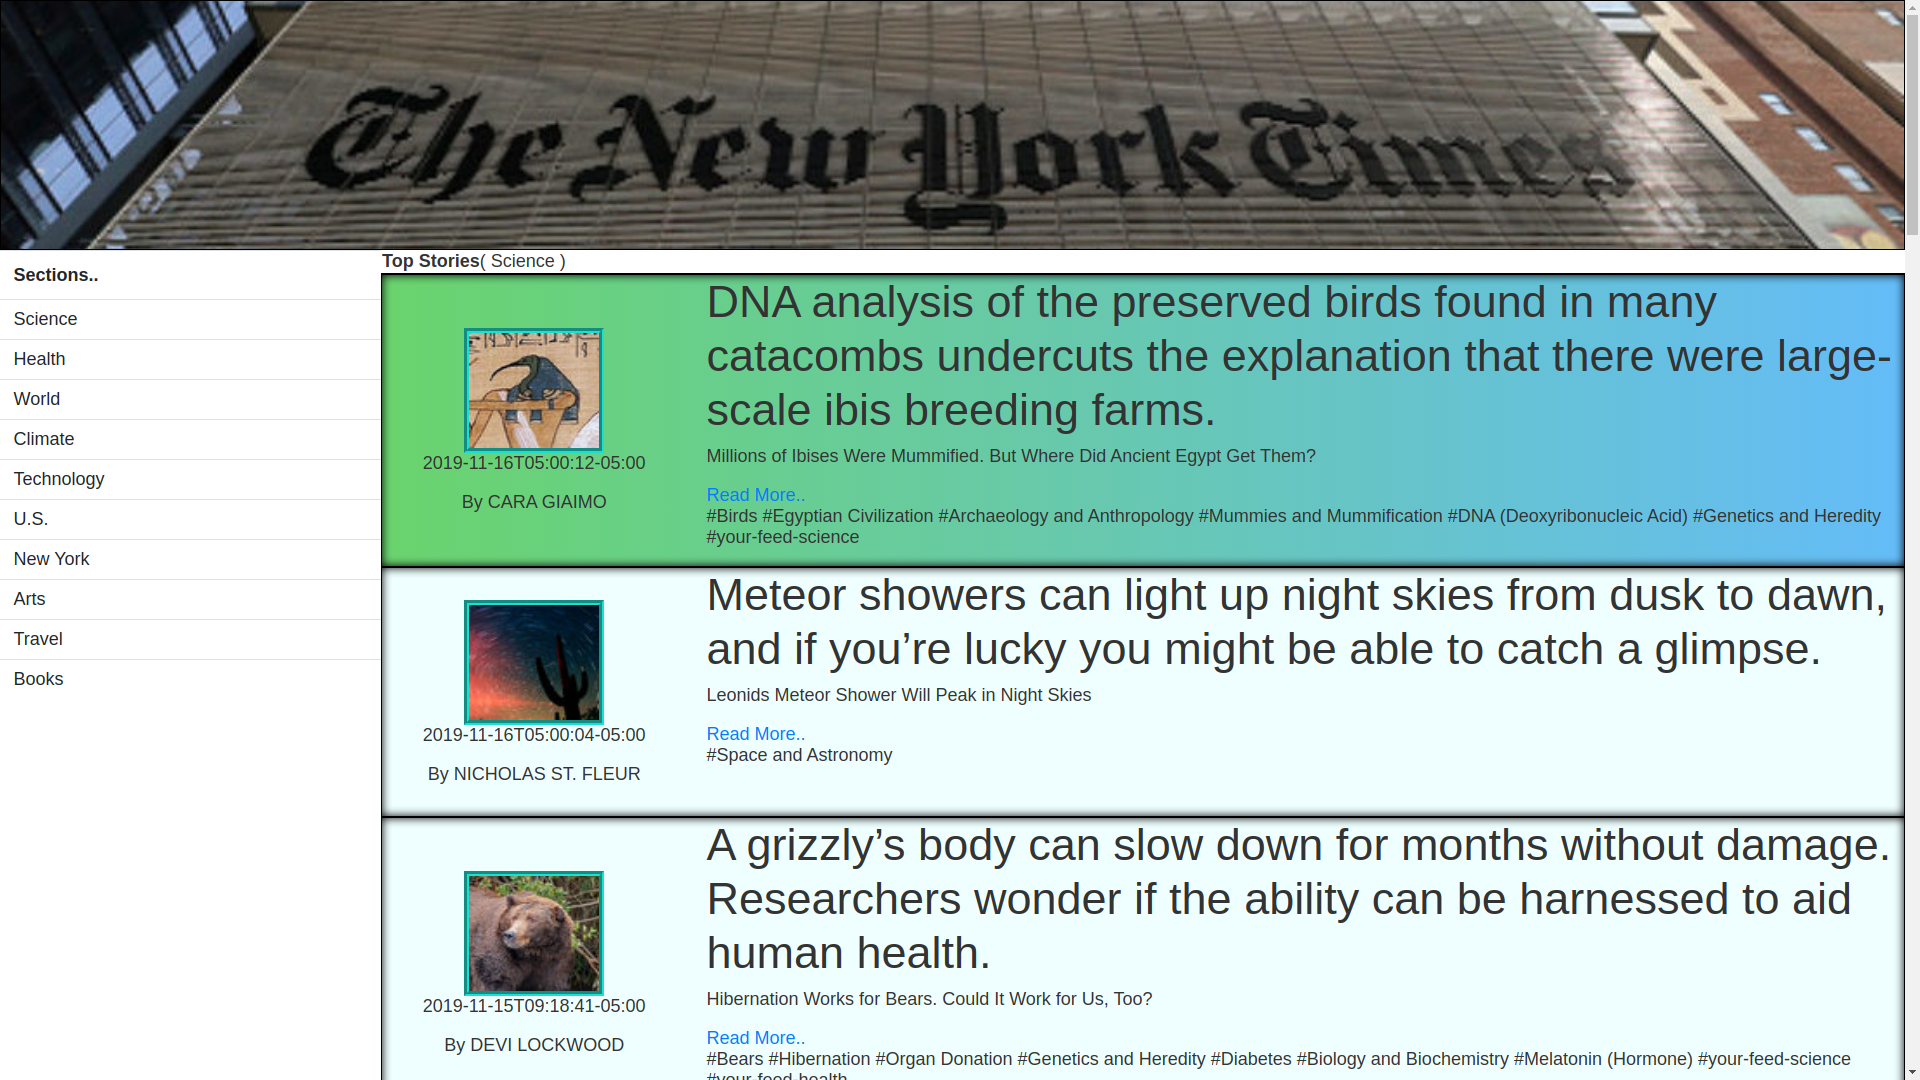 The New York Times
Sections..
Science
Health
World
Climate
Technology
U.S.
New York
Arts
Travel
Books
Top Stories( Science )
2019-11-16T05:00:12-05:00
By CARA GIAIMO
DNA analysis of the preserved birds found in many
catacombs undercuts the explanation that there were large-
scale ibis breeding farms.
Millions of Ibises Were Mummified. But Where Did Ancient Egypt Get Them?
Read More..
#Birds #Egyptian Civilization #Archaeology and Anthropology #Mummies and Mummification #DNA (Deoxyribonucleic Acid) #Genetics and Heredity
#your-feed-science
2019-11-16T05:00:04-05:00
By NICHOLAS ST. FLEUR
Meteor showers can light up night skies from dusk to dawn,
and if you’re lucky you might be able to catch a glimpse.
Leonids Meteor Shower Will Peak in Night Skies
Read More..
#Space and Astronomy
2019-11-15T09:18:41-05:00
By DEVI LOCKWOOD
A grizzly’s body can slow down for months without damage.
Researchers wonder if the ability can be harnessed to aid
human health.
Hibernation Works for Bears. Could It Work for Us, Too?
Read More..
#Bears #Hibernation #Organ Donation #Genetics and Heredity #Diabetes #Biology and Biochemistry #Melatonin (Hormone) #your-feed-science
#your-feed-health